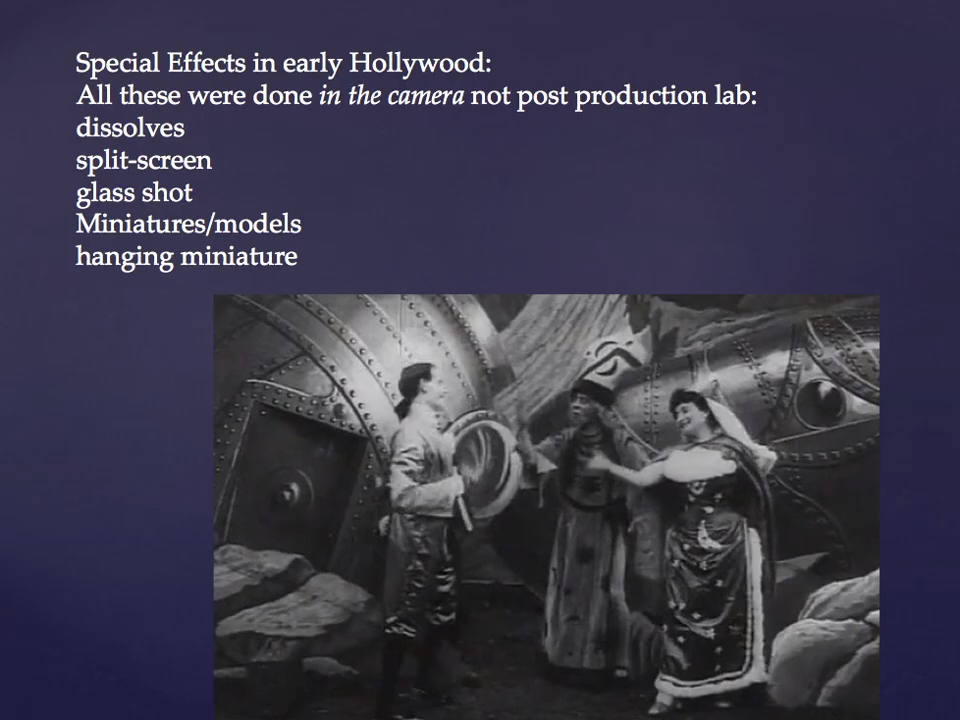 Special Effects in early Hollywood:
All these were done in the camera not post production lab:
dissolves
split-screen
glass shot
Miniatures/models
hanging miniature